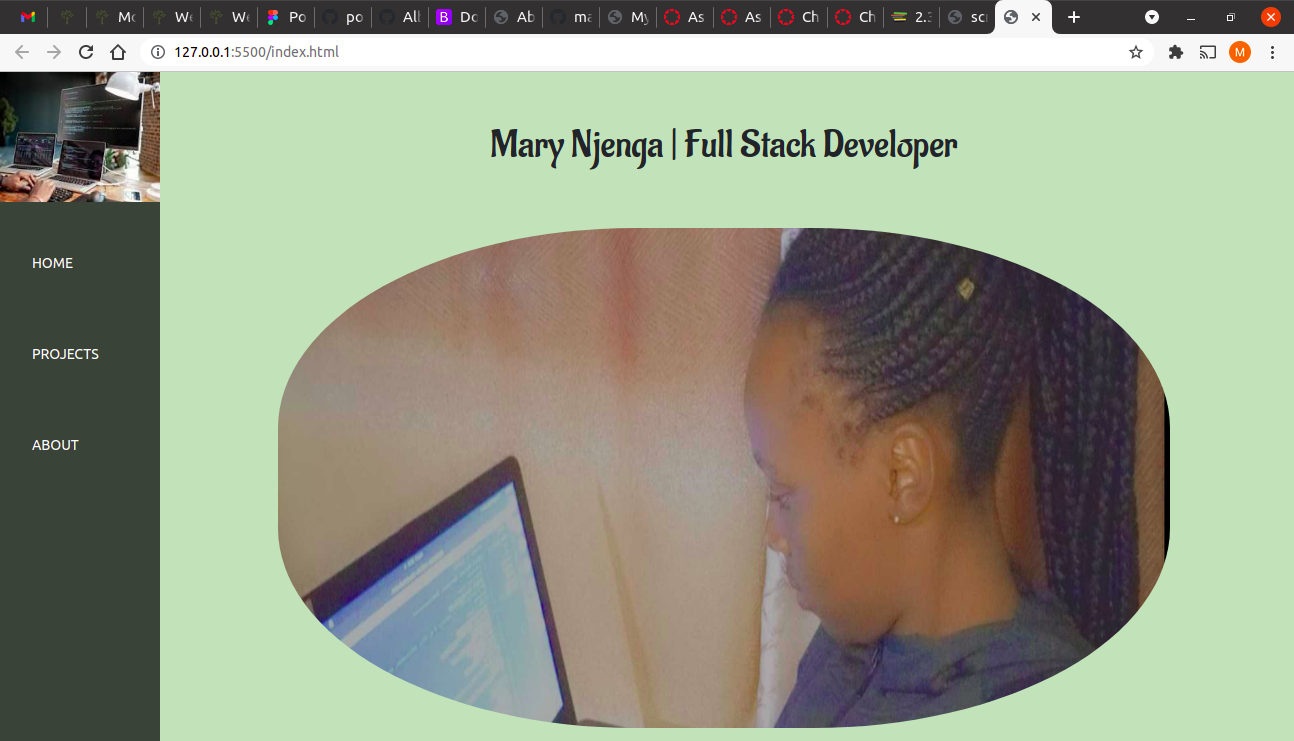 Mc We We Po po All Do Ab ma My As As Ch Ch 2.3 scr
127.0.0.1:5500/index.html
M
Mary Njenga | Full Stack Developer
HOME
PROJECTS
ABOUT